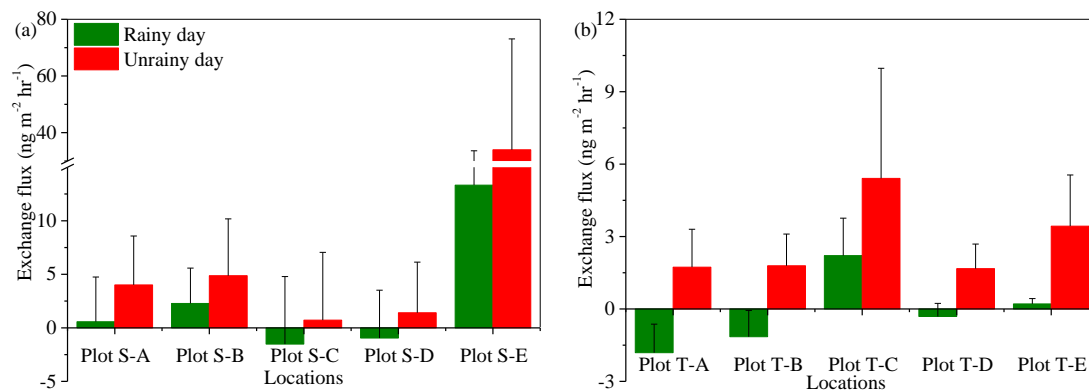 (a)
Rainy day
Unrainy day
Exchange flux (ng m⁻² hr⁻¹)
80
60
40
10
5
0
-5
Plot S-A Plot S-B Plot S-C Plot S-D Plot S-E
Locations
(b)
Exchange flux (ng m⁻² hr⁻¹)
12
9
6
3
0
-3
Plot T-A Plot T-B Plot T-C Plot T-D Plot T-E
Locations